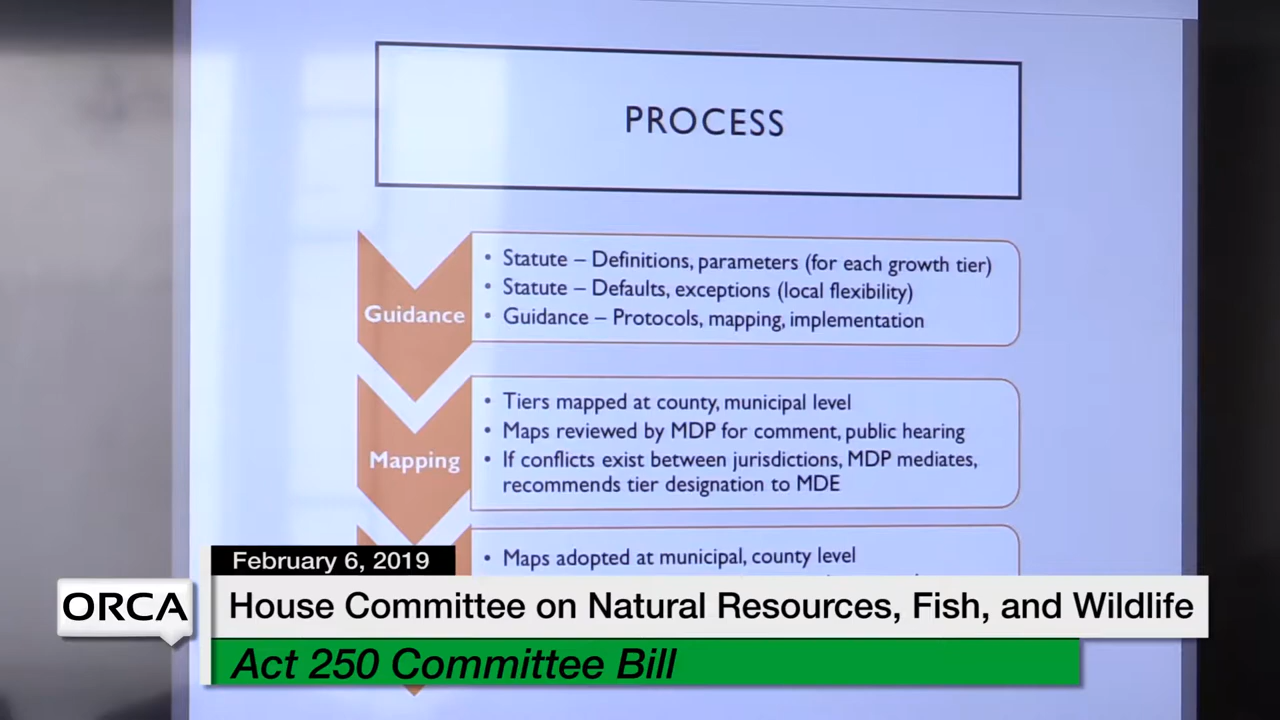 PROCESS
Guidance
• Statute – Definitions, parameters (for each growth tier)
• Statute – Defaults, exceptions (local flexibility)
• Guidance – Protocols, mapping, implementation
Mapping
• Tiers mapped at county, municipal level
• Maps reviewed by MDP for comment, public hearing
• If conflicts exist between jurisdictions, MDP mediates,
recommends tier designation to MDE
• Maps adopted at municipal, county level
February 6, 2019
ORCA
House Committee on Natural Resources, Fish, and Wildlife
Act 250 Committee Bill